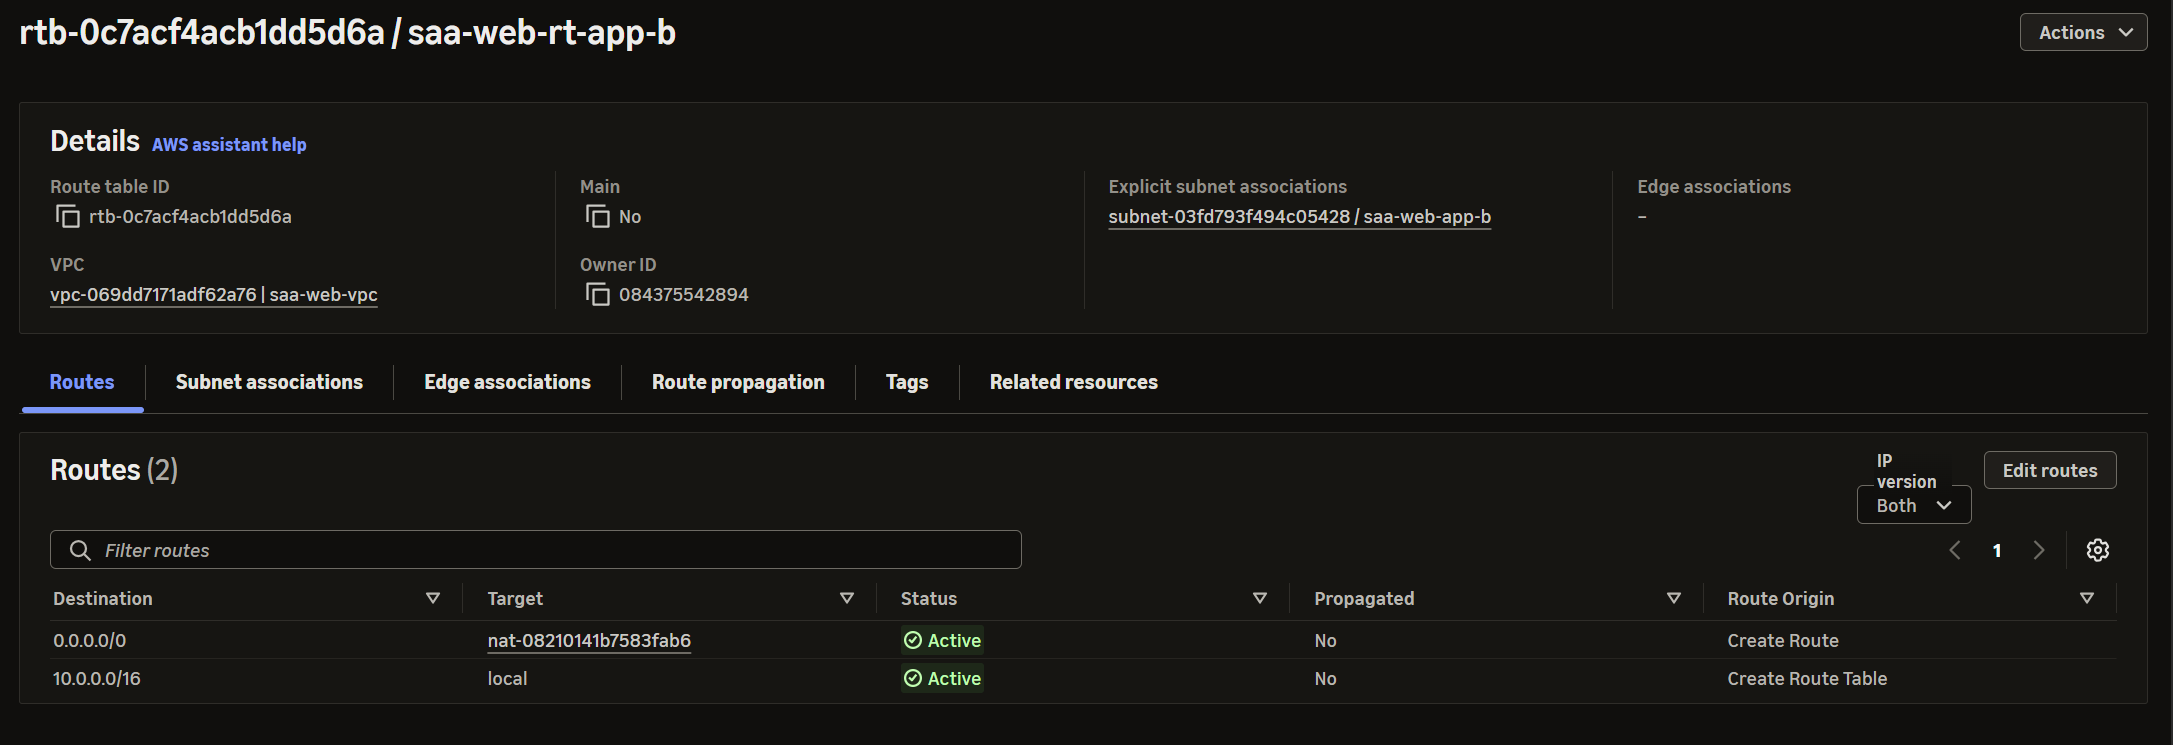 rtb-0c7acf4acb1dd5d6a / saa-web-rt-app-b
Actions
Details AWS assistant help
Route table ID
rtb-0c7acf4acb1dd5d6a
Main
No
Explicit subnet associations
subnet-03fd793f494c05428 / saa-web-app-b
Edge associations
–
VPC
vpc-069dd7171adf62a76 | saa-web-vpc
Owner ID
084375542894
Routes Subnet associations Edge associations Route propagation Tags Related resources
Routes (2)
IP version
Both
Edit routes
Filter routes
1
Destination Target Status Propagated Route Origin
0.0.0.0/0 nat-08210141b7583fab6 Active No Create Route
10.0.0.0/16 local Active No Create Route Table